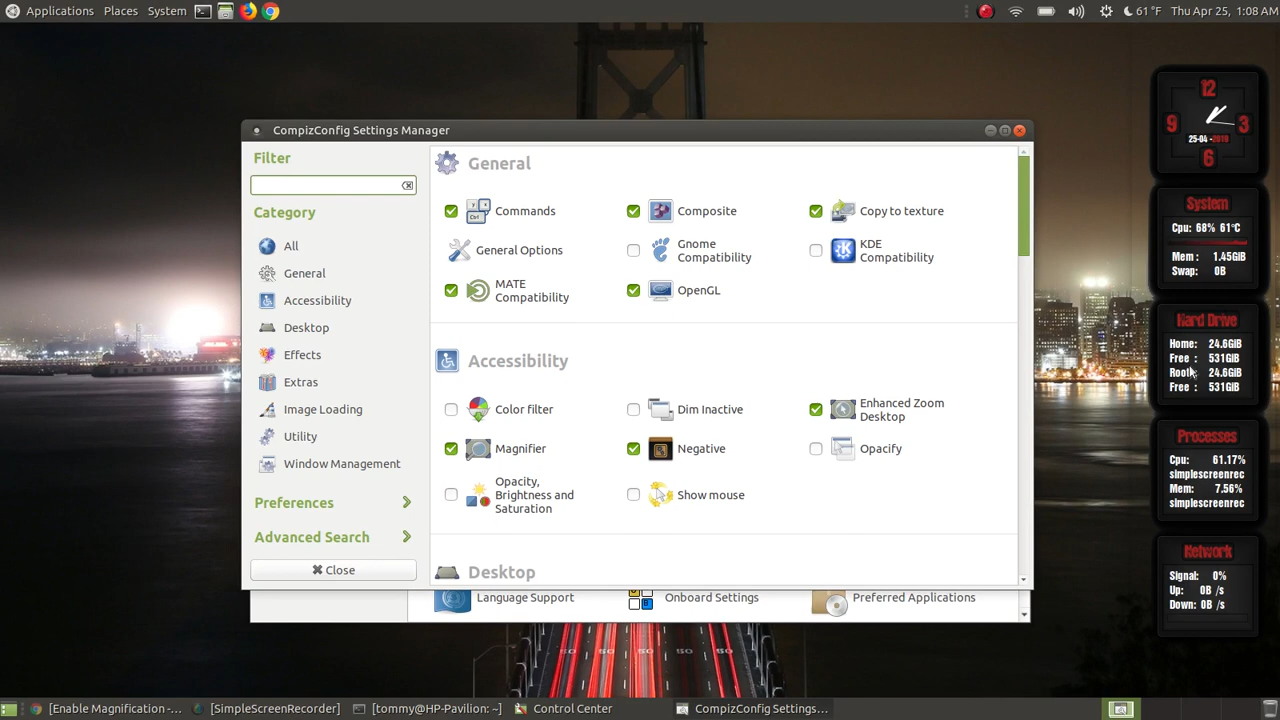 Applications Places System
61 °F Thu Apr 25, 1:08 AM
CompizConfig Settings Manager
Filter
Category
All
General
Accessibility
Desktop
Effects
Extras
Image Loading
Utility
Window Management
Preferences
Advanced Search
Close
General
Commands
Composite
Copy to texture
General Options
Gnome
Compatibility
KDE
Compatibility
MATE
Compatibility
OpenGL
Accessibility
Color filter
Dim Inactive
Enhanced Zoom
Desktop
Magnifier
Negative
Opacify
Opacity,
Brightness and
Saturation
Show mouse
Desktop
Language Support
Onboard Settings
Preferred Applications
12
9
3
25-04 -2019
6
System
Cpu: 68% 61°C
Mem : 1.45GiB
Swap: 0B
Hard Drive
Home: 24.6GiB
Free : 531GiB
Root: 24.6GiB
Free : 531GiB
Processes
Cpu: 61.17%
simplescreenrec
Mem: 7.56%
simplescreenrec
Network
Signal: 0%
Up: 0B /s
Down: 0B /s
[Enable Magnification -...
[SimpleScreenRecorder]
[tommy@HP-Pavilion: ~]
Control Center
CompizConfig Settings...